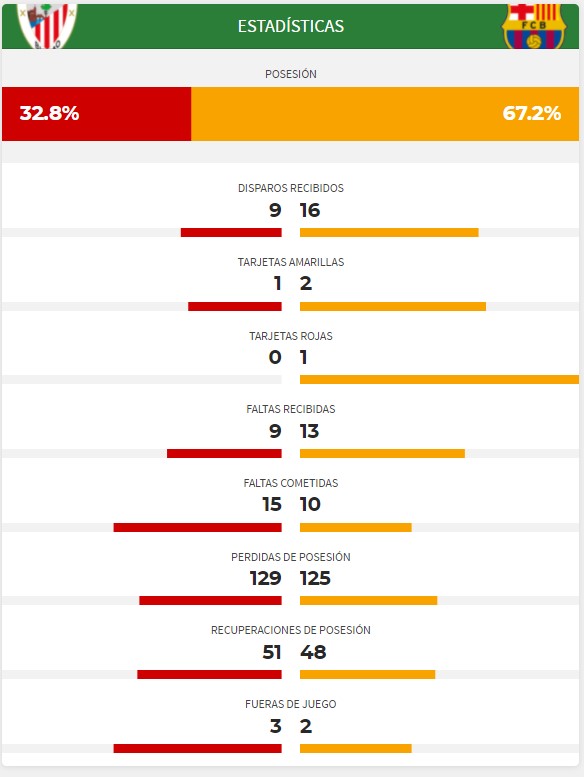 ESTADÍSTICAS
FCB
POSESIÓN
32.8% 67.2%
DISPAROS RECIBIDOS
9 16
TARJETAS AMARILLAS
1 2
TARJETAS ROJAS
0 1
FALTAS RECIBIDAS
9 13
FALTAS COMETIDAS
15 10
PERDIDAS DE POSESIÓN
129 125
RECUPERACIONES DE POSESIÓN
51 48
FUERAS DE JUEGO
3 2